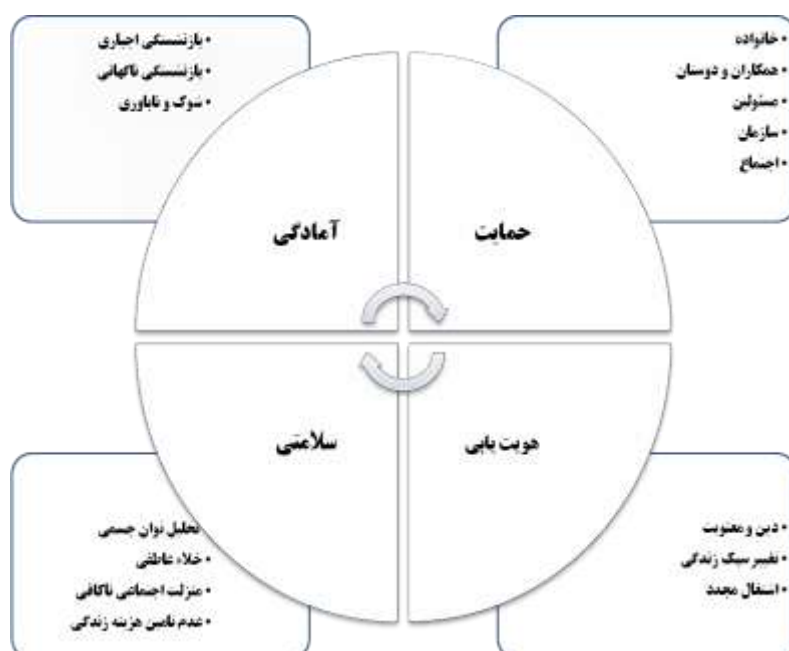 • خانواده
• همکاران و دوستان
• مسئولین
• سازمان
• اجتماع
• بازنشستگی اجباری
• بازنشستگی ناگهانی
• شوک و ناباوری
حمایت
آمادگی
هویت یابی
سلامتی
• دین و معنویت
• تغییر سبک زندگی
• اشتغال مجدد
تحلیل توان جسمی
• خلاء عاطفی
• منزلت اجتماعی ناکافی
• عدم تامین هزینه زندگی